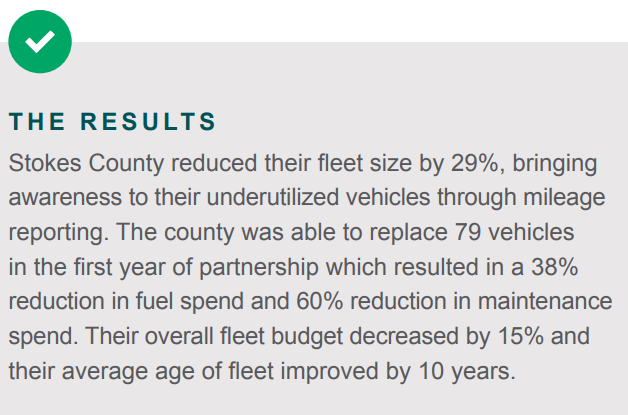 THE RESULTS
Stokes County reduced their fleet size by 29%, bringing
awareness to their underutilized vehicles through mileage
reporting. The county was able to replace 79 vehicles
in the first year of partnership which resulted in a 38%
reduction in fuel spend and 60% reduction in maintenance
spend. Their overall fleet budget decreased by 15% and
their average age of fleet improved by 10 years.